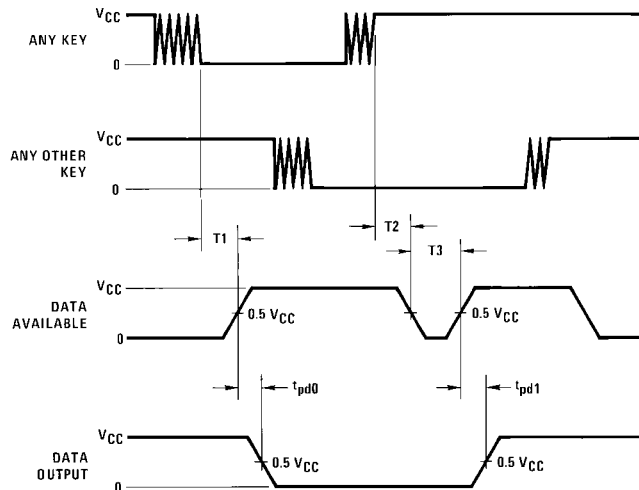 VCC
ANY KEY
0
VCC
ANY OTHER
KEY
0
T1
T2
T3
VCC
DATA
AVAILABLE
0.5 VCC
0.5 VCC
0
tpd0
tpd1
VCC
DATA
OUTPUT
0.5 VCC
0.5 VCC
0